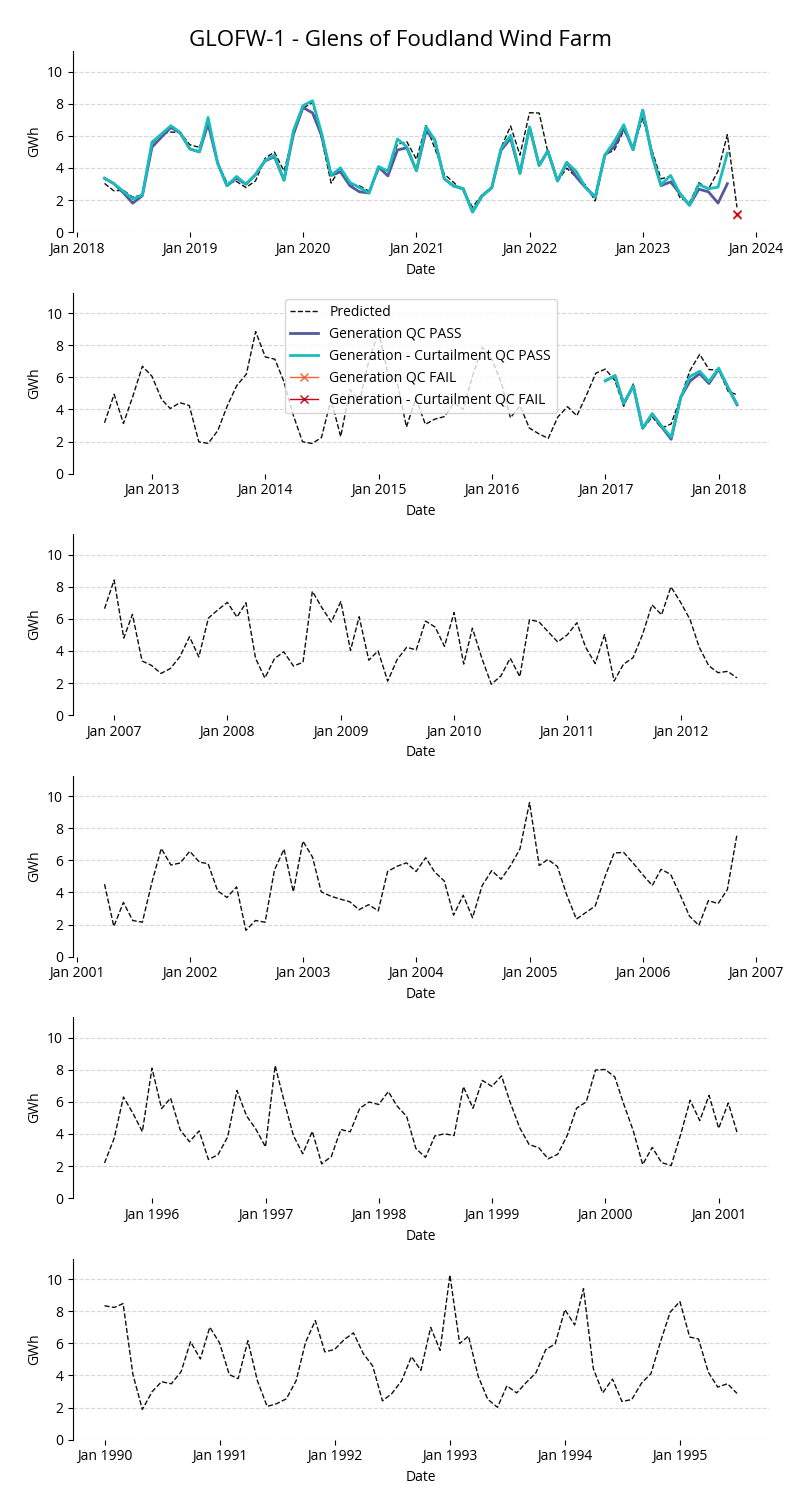 GLOFW-1 - Glens of Foudland Wind Farm
10
8
6
4
2
0
GWh
Jan 2018 Jan 2019 Jan 2020 Jan 2021 Jan 2022 Jan 2023 Jan 2024
Date
10
8
6
4
2
0
GWh
Predicted
Generation QC PASS
Generation - Curtailment QC PASS
Generation QC FAIL
Generation - Curtailment QC FAIL
Jan 2013 Jan 2014 Jan 2015 Jan 2016 Jan 2017 Jan 2018
Date
10
8
6
4
2
0
GWh
Jan 2007 Jan 2008 Jan 2009 Jan 2010 Jan 2011 Jan 2012
Date
10
8
6
4
2
0
GWh
Jan 2001 Jan 2002 Jan 2003 Jan 2004 Jan 2005 Jan 2006 Jan 2007
Date
10
8
6
4
2
0
GWh
Jan 1996 Jan 1997 Jan 1998 Jan 1999 Jan 2000 Jan 2001
Date
10
8
6
4
2
0
GWh
Jan 1990 Jan 1991 Jan 1992 Jan 1993 Jan 1994 Jan 1995
Date